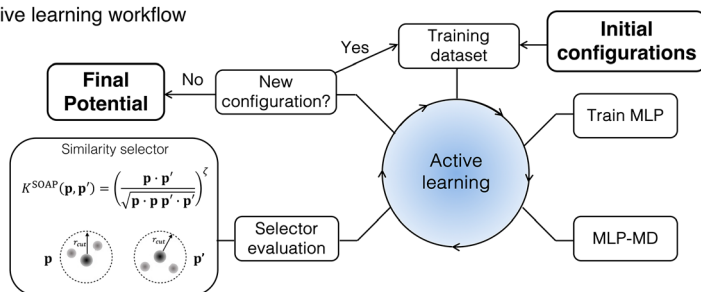 ive learning workflow
Yes
Training
dataset
Initial
configurations
Final
Potential
No
New
configuration?
Train MLP
Similarity selector
K^SOAP(p, p′) = (p · p′ / √(p · p p′ · p′))^ζ
Active
learning
r_cut
r_cut
p
p′
Selector
evaluation
MLP-MD